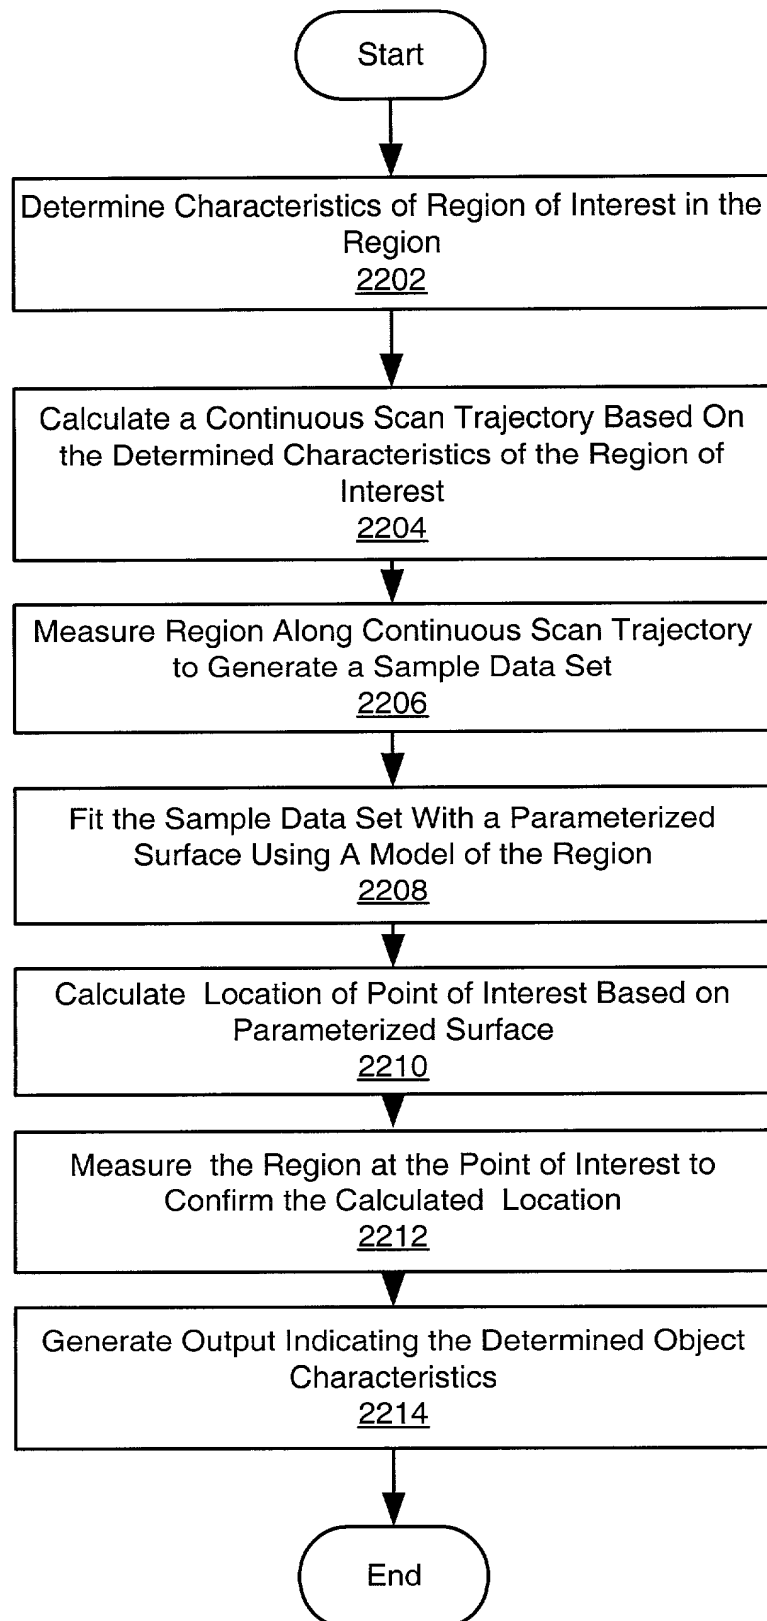 Start
Determine Characteristics of Region of Interest in the
Region
2202
Calculate a Continuous Scan Trajectory Based On
the Determined Characteristics of the Region of
Interest
2204
Measure Region Along Continuous Scan Trajectory
to Generate a Sample Data Set
2206
Fit the Sample Data Set With a Parameterized
Surface Using A Model of the Region
2208
Calculate Location of Point of Interest Based on
Parameterized Surface
2210
Measure the Region at the Point of Interest to
Confirm the Calculated Location
2212
Generate Output Indicating the Determined Object
Characteristics
2214
End